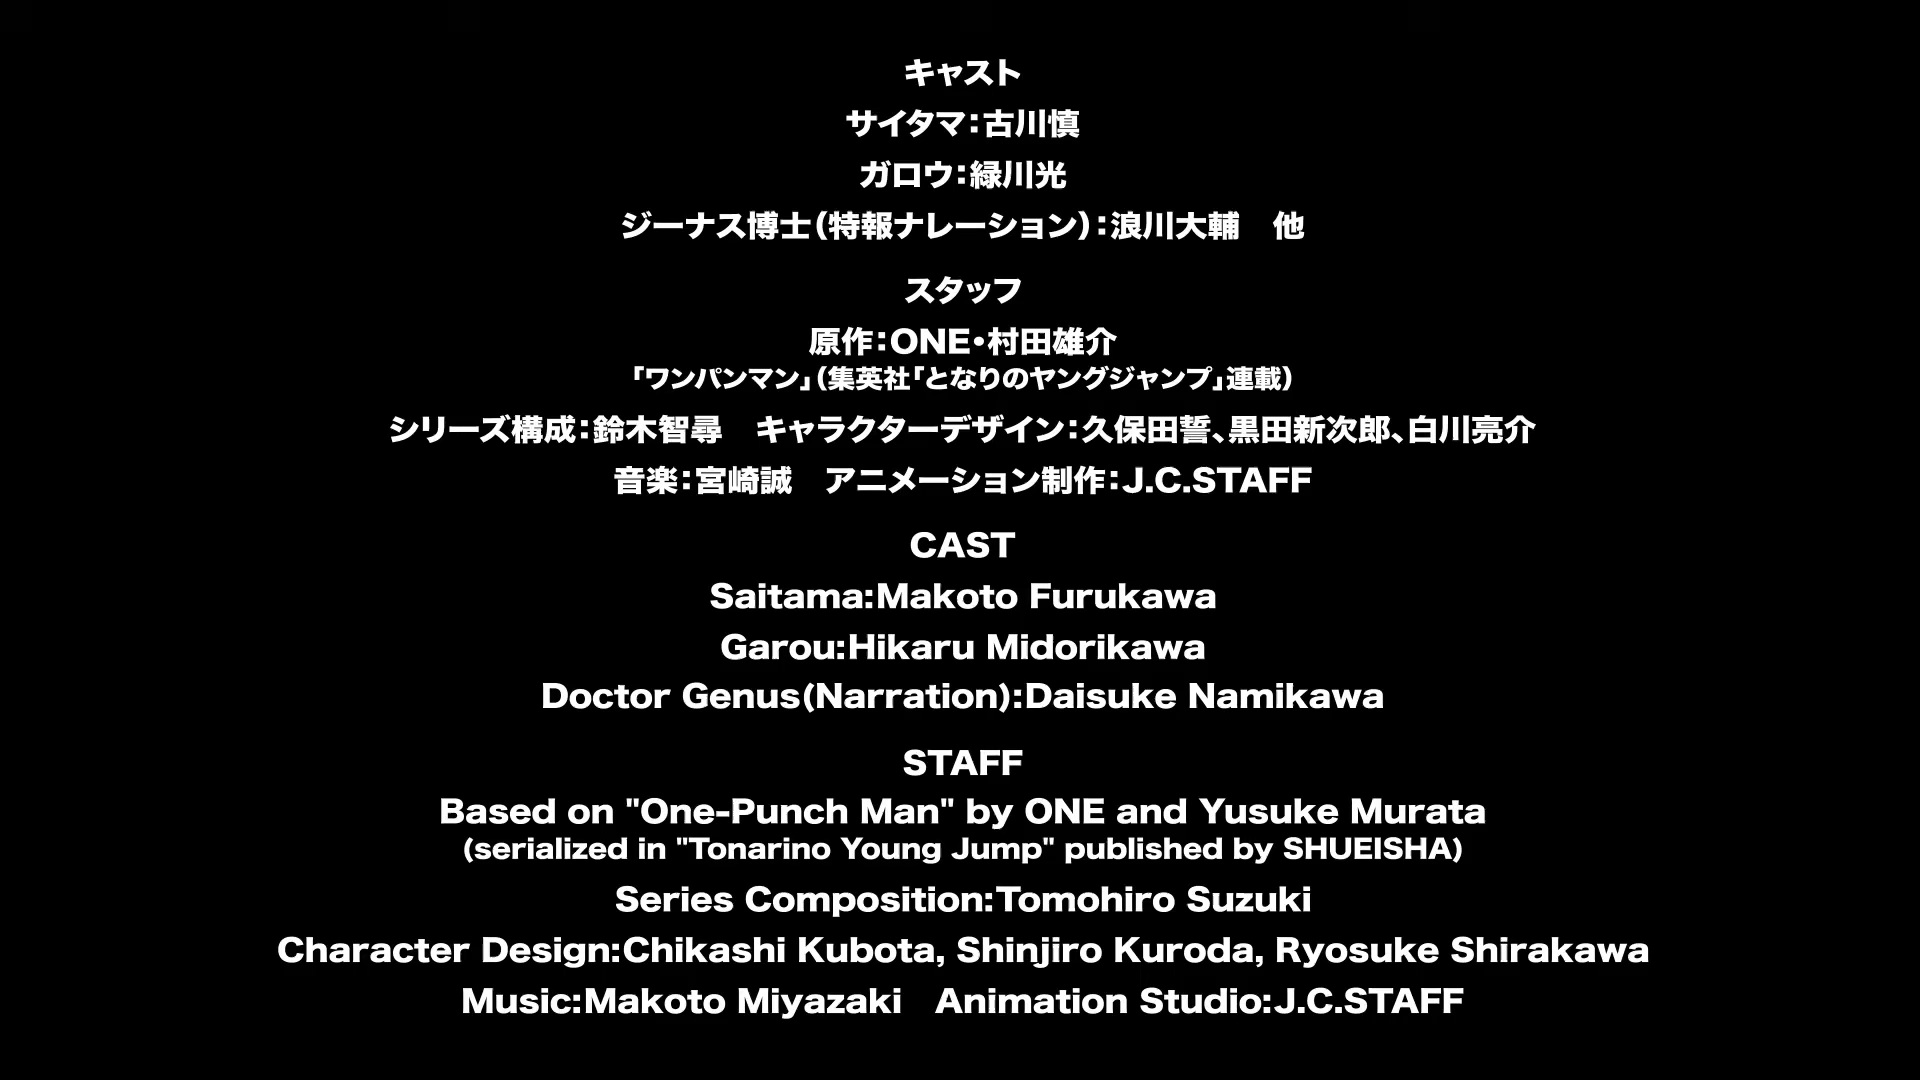 キャスト
サイタマ：古川慎
ガロウ：緑川光
ジーナス博士（特報ナレーション）：浪川大輔　他
スタッフ
原作：ONE・村田雄介
「ワンパンマン」（集英社「となりのヤングジャンプ」連載）
シリーズ構成：鈴木智尋　キャラクターデザイン：久保田誓、黒田新次郎、白川亮介
音楽：宮崎誠　アニメーション制作：J.C.STAFF
CAST
Saitama:Makoto Furukawa
Garou:Hikaru Midorikawa
Doctor Genus(Narration):Daisuke Namikawa
STAFF
Based on "One-Punch Man" by ONE and Yusuke Murata
(serialized in "Tonarino Young Jump" published by SHUEISHA)
Series Composition:Tomohiro Suzuki
Character Design:Chikashi Kubota, Shinjiro Kuroda, Ryosuke Shirakawa
Music:Makoto Miyazaki　Animation Studio:J.C.STAFF